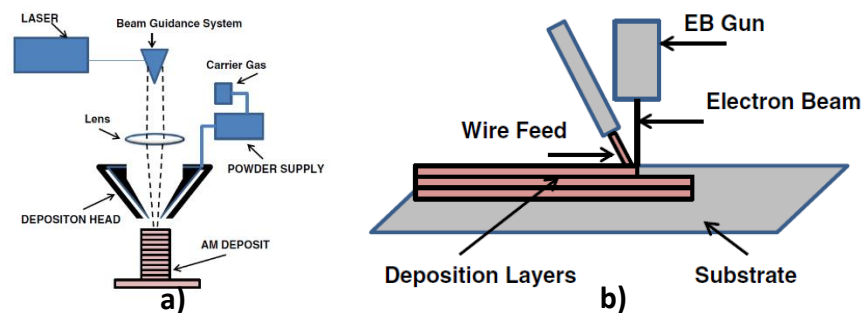 LASER
Beam Guidance System
Carrier Gas
Lens
POWDER SUPPLY
DEPOSITON HEAD
AM DEPOSIT
a)
EB Gun
Electron Beam
Wire Feed
Deposition Layers
Substrate
b)